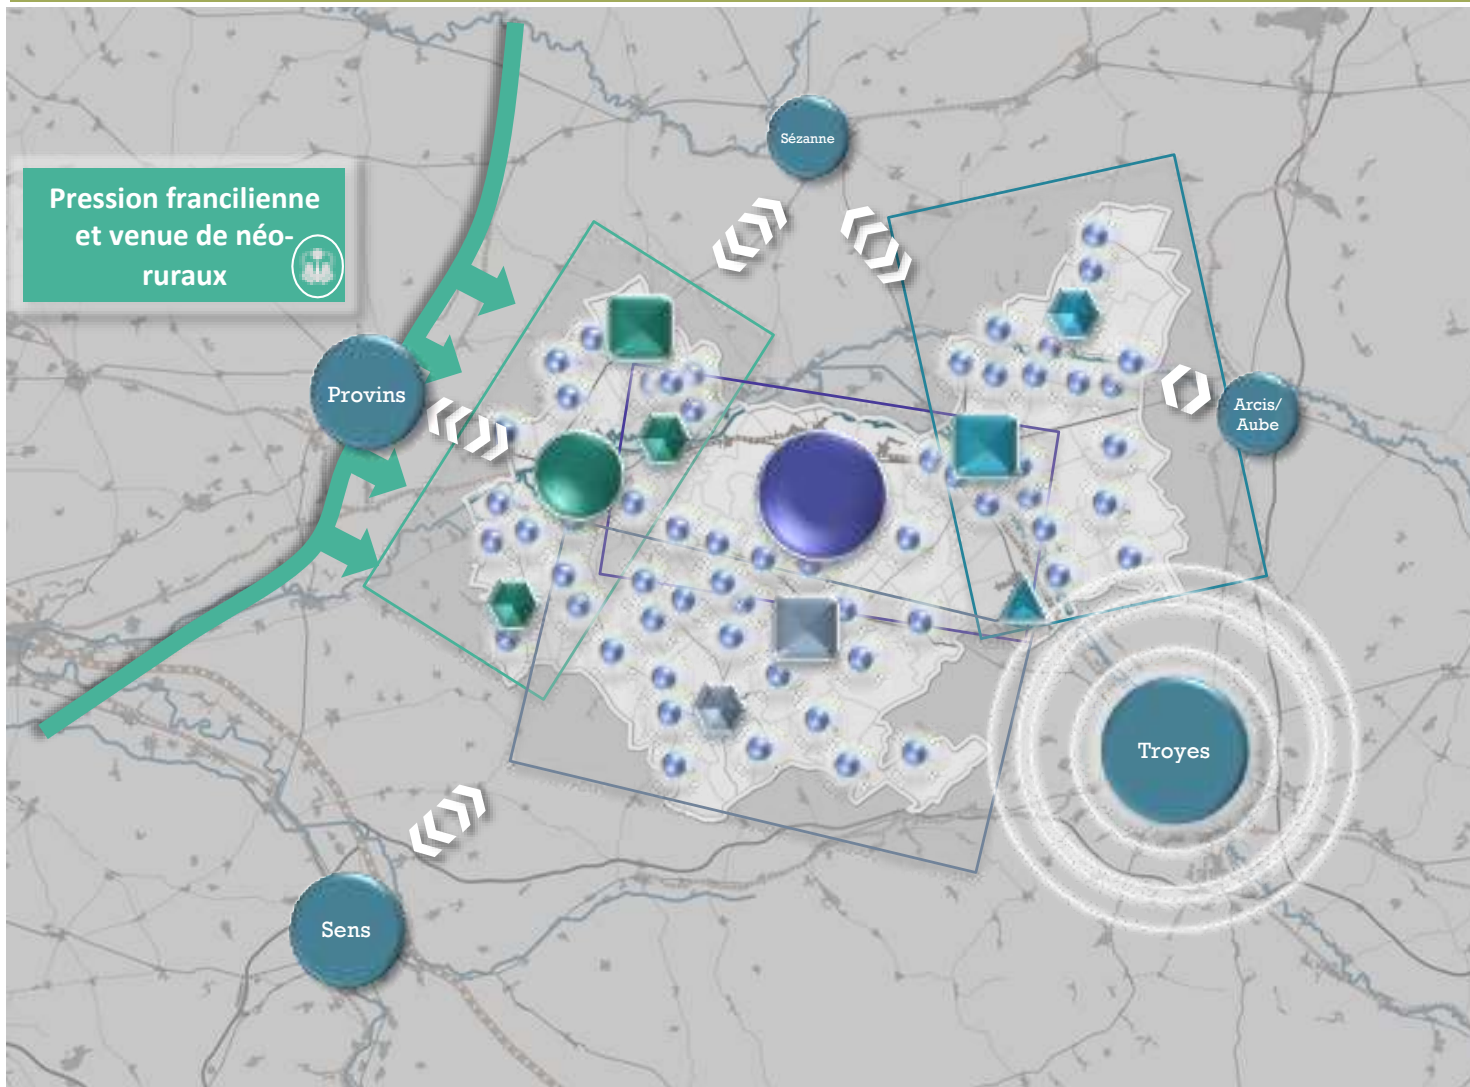 Sézanne
Pression francilienne
et venue de néo-
ruraux
Provins
Arcis/
Aube
Troyes
Sens